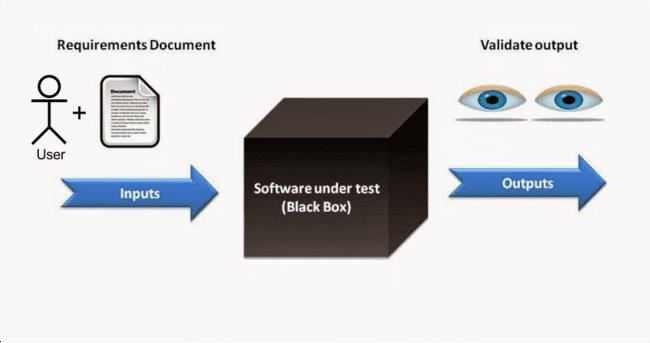 Requirements Document
Validate output
Document
User
Inputs
Software under test
(Black Box)
Outputs